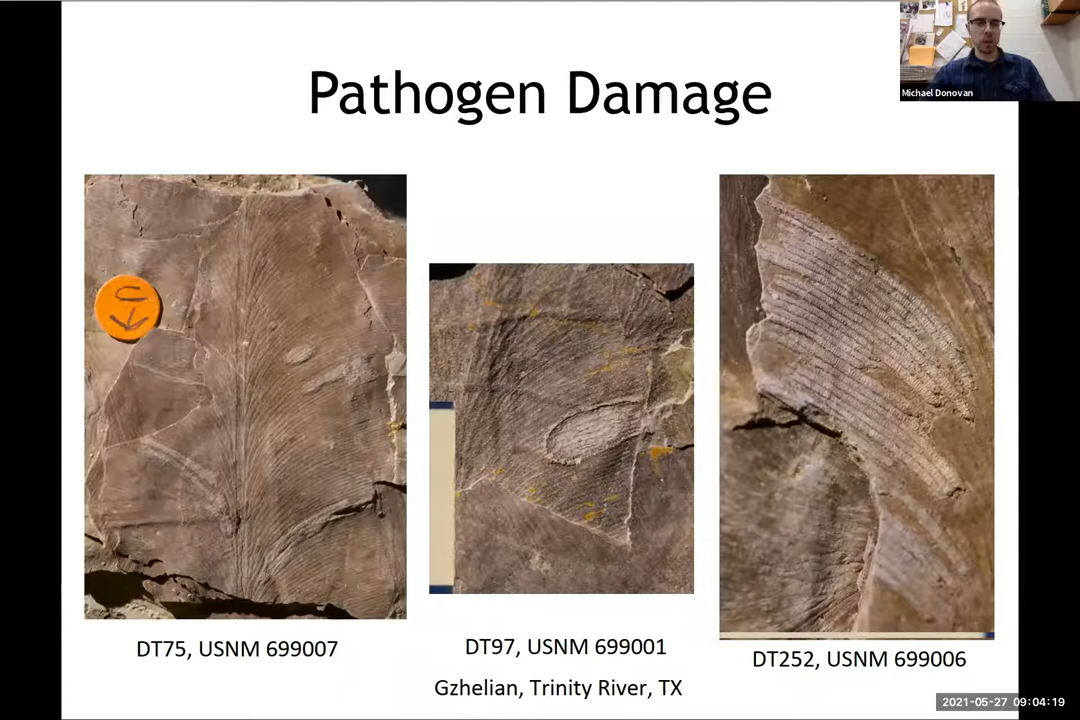 Pathogen Damage
Michael Donovan
DT75, USNM 699007
DT97, USNM 699001
Gzhelian, Trinity River, TX
DT252, USNM 699006
2021-05-27 09:04:19